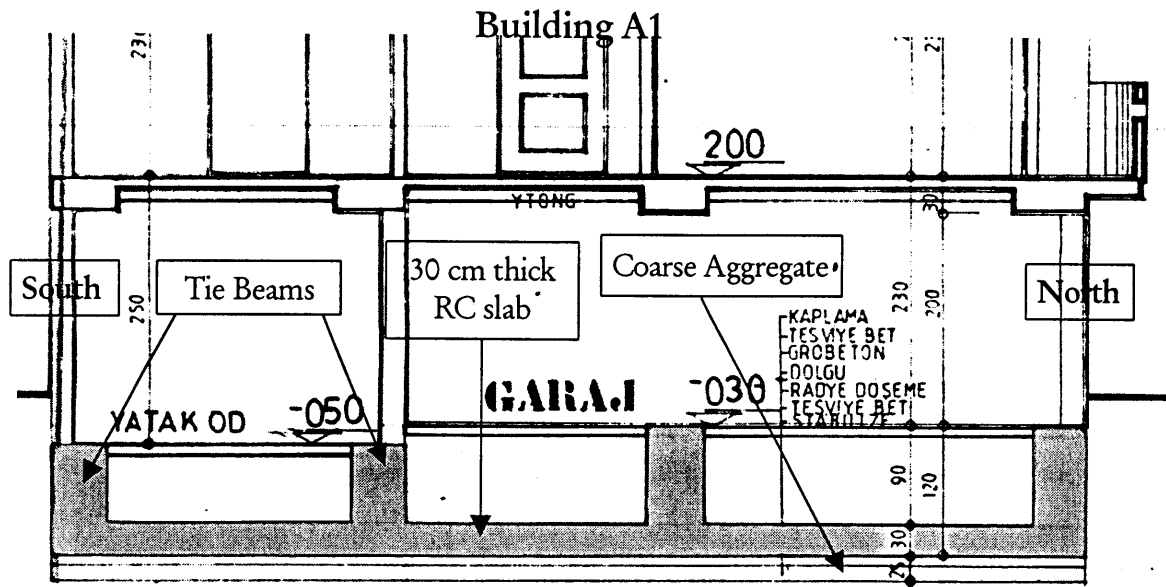 Building A1
230
200
YTONG
30
South
Tie Beams
30 cm thick
RC slab
Coarse Aggregate
North
250
230
200
KAPLAMA
TESVIYE BET
GROBETON
DOLGU
RADYE DOSEME
TESVIYE BET
STABILIZE
YATAK OD
-050
GARAJ
-030
90
120
30
25